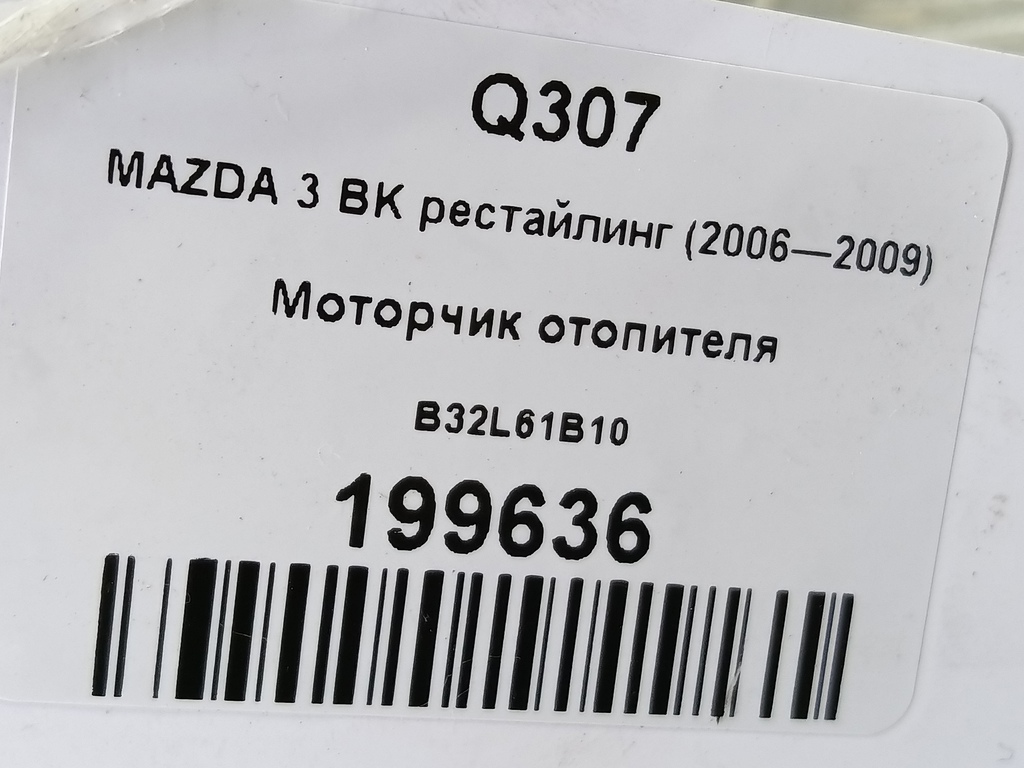 Q307
MAZDA 3 BK рестайлинг (2006—2009)
Моторчик отопителя
B32L61B10
199636